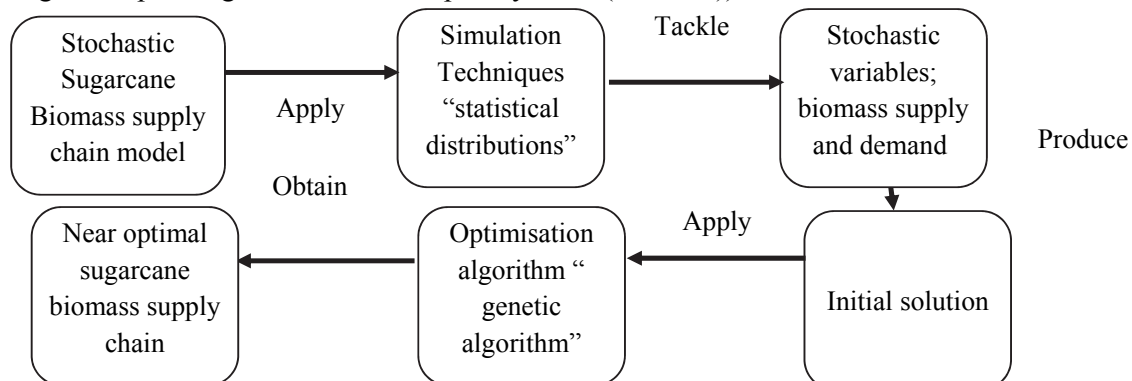 Stochastic
Sugarcane
Biomass supply
chain model
Apply
Simulation
Techniques
“statistical
distributions”
Tackle
Stochastic
variables;
biomass supply
and demand
Produce
Initial solution
Apply
Optimisation
algorithm “
genetic
algorithm”
Obtain
Near optimal
sugarcane
biomass supply
chain